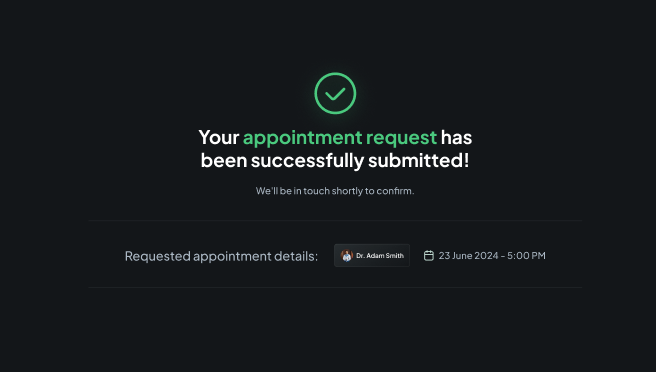 Your appointment request has
been successfully submitted!
We'll be in touch shortly to confirm.
Requested appointment details: Dr. Adam Smith 23 June 2024 - 5:00 PM